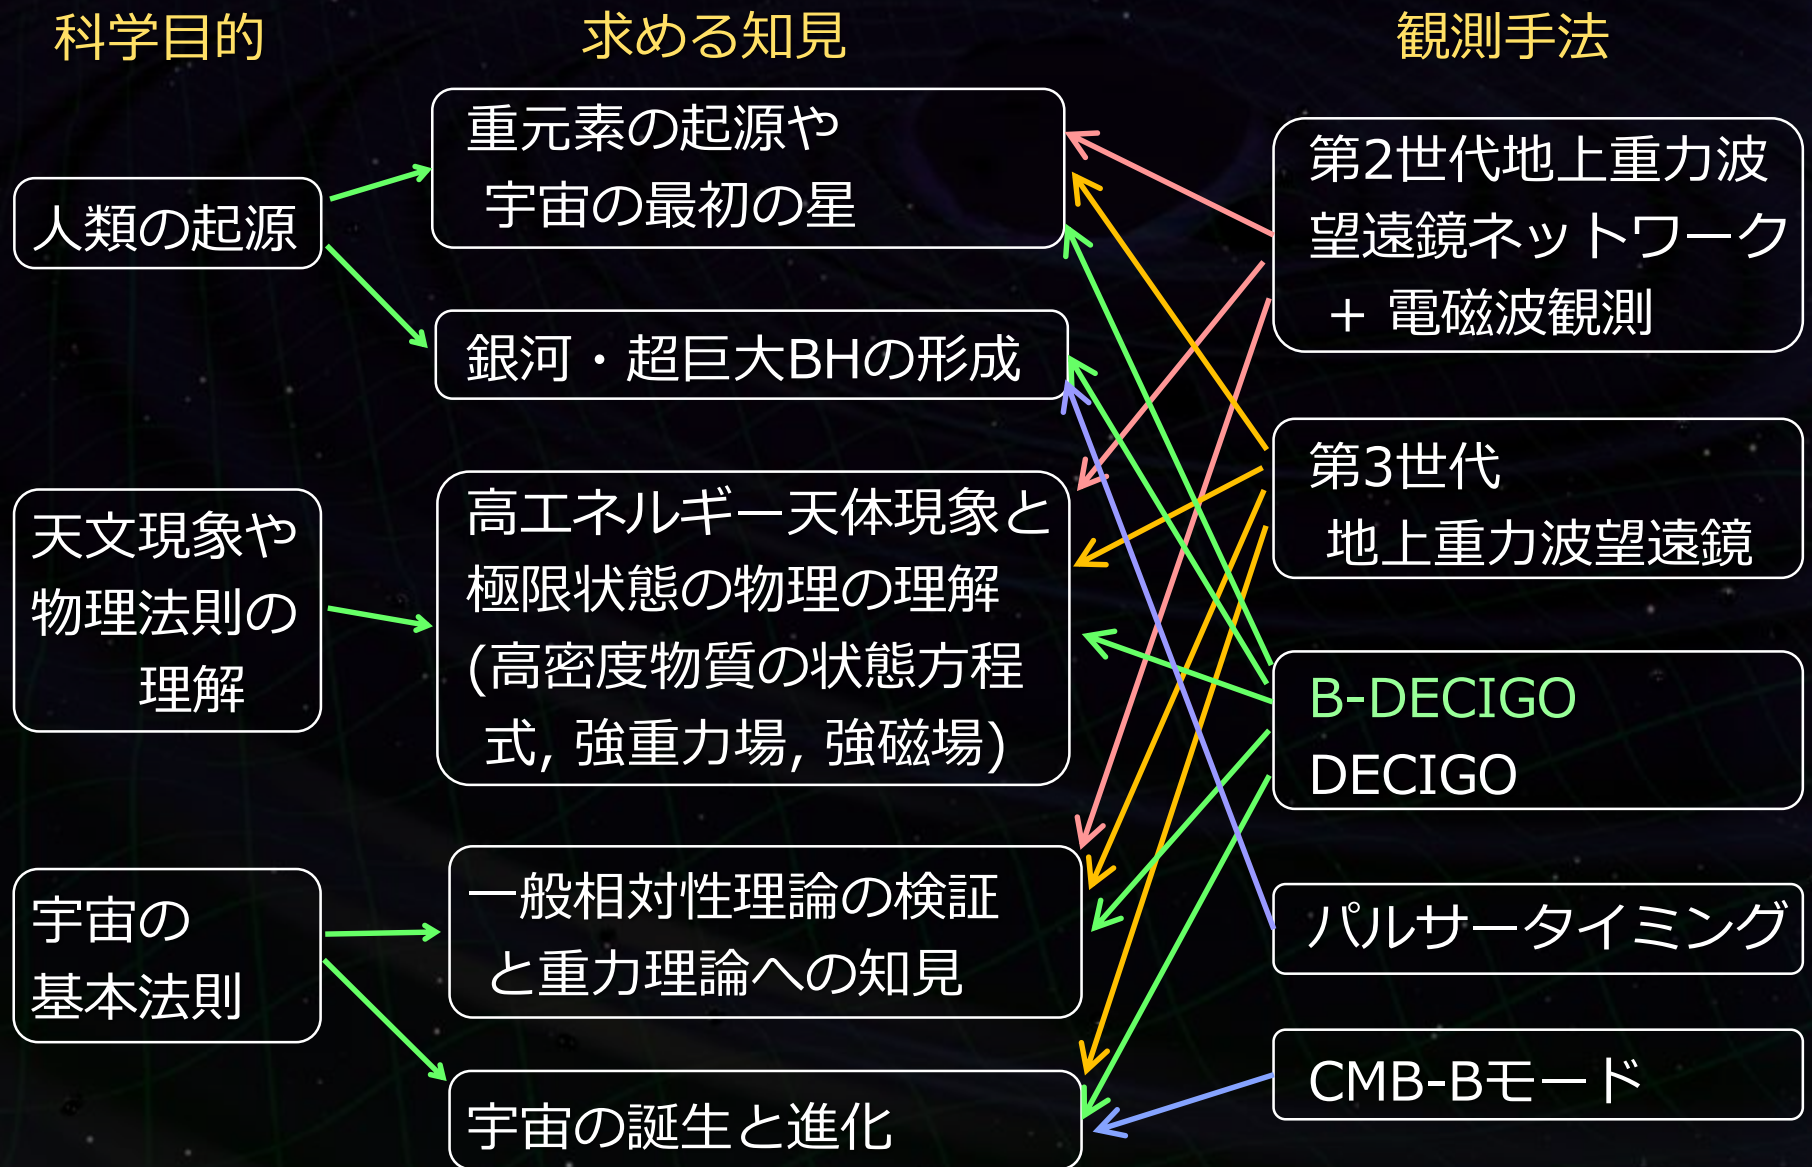 科学目的
求める知見
観測手法
人類の起源
天文現象や
物理法則の
理解
宇宙の
基本法則
重元素の起源や
宇宙の最初の星
銀河・超巨大BHの形成
高エネルギー天体現象と
極限状態の物理の理解
(高密度物質の状態方程
式, 強重力場, 強磁場)
一般相対性理論の検証
と重力理論への知見
宇宙の誕生と進化
第2世代地上重力波
望遠鏡ネットワーク
+ 電磁波観測
第3世代
地上重力波望遠鏡
B-DECIGO
DECIGO
パルサータイミング
CMB-Bモード